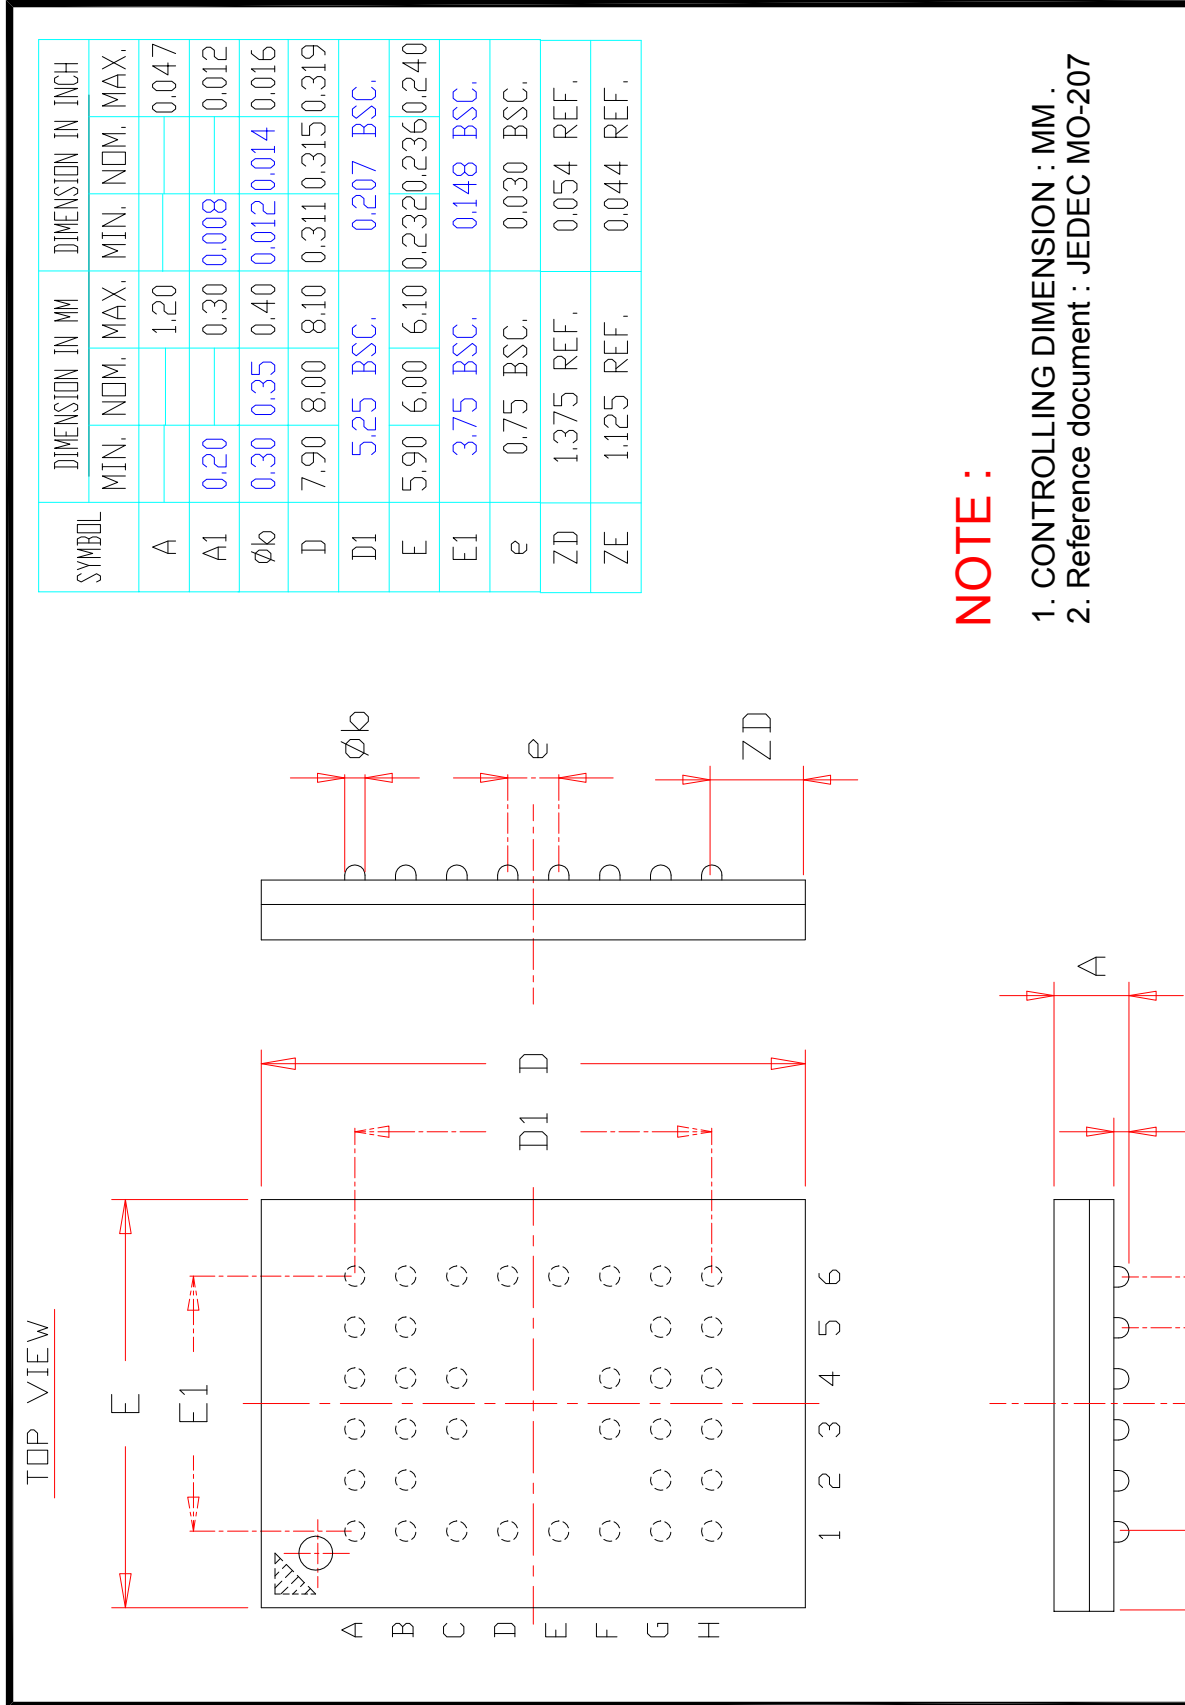 TOP VIEW
E
E1
D
D1
A
B
C
D
E
F
G
H
1 2 3 4 5 6
Øb
e
ZD
A
SYMBOL DIMENSION IN MM DIMENSION IN INCH
MIN. NOM. MAX. MIN. NOM. MAX.
A 1.20 0.047
A1 0.20 0.30 0.008 0.012
Øb 0.30 0.35 0.40 0.012 0.014 0.016
D 7.90 8.00 8.10 0.311 0.315 0.319
D1 5.25 BSC. 0.207 BSC.
E 5.90 6.00 6.10 0.232 0.236 0.240
E1 3.75 BSC. 0.148 BSC.
e 0.75 BSC. 0.030 BSC.
ZD 1.375 REF. 0.054 REF.
ZE 1.125 REF. 0.044 REF.
NOTE :
1. CONTROLLING DIMENSION : MM .
2. Reference document : JEDEC MO-207